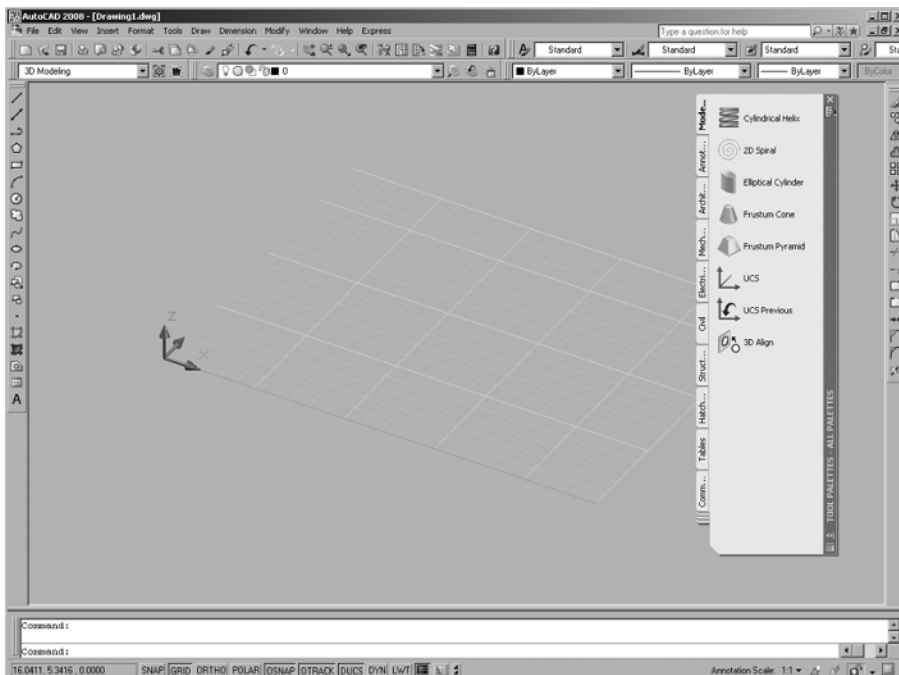 AutoCAD 2008 - [Drawing1.dwg]
File Edit View Insert Format Tools Draw Dimension Modify Window Help Express
Type a question for help
Standard Standard Standard Sta
3D Modeling 0 ByLayer ByLayer ByLayer ByColor
Mode...
Annot...
Archit...
Mech...
Electri...
Civil
Struct...
Hatch...
Tables
Comm...
Cylindrical Helix
2D Spiral
Elliptical Cylinder
Frustum Cone
Frustum Pyramid
UCS
UCS Previous
3D Align
TOOL PALETTES - ALL PALETTES
Z
X
A
Command:
Command:
16.0411, 5.3416, 0.0000 SNAP GRID ORTHO POLAR OSNAP OTRACK DUCS DYN LWT Annotation Scale: 1:1